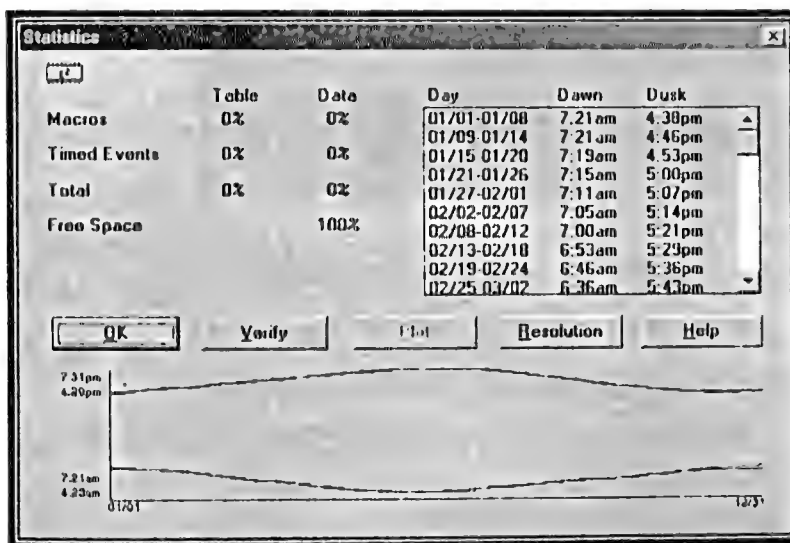 Statistics
Table Data Day Dawn Dusk
Macros 0% 0%
Timed Events 0% 0%
Total 0% 0%
Free Space 100%
01/01-01/08 7.21am 4:38pm
01/09-01/14 7:21am 4:46pm
01/15-01/20 7:19am 4.53pm
01/21-01/26 7:15am 5:00pm
01/27-02/01 7:11am 5:07pm
02/02-02/07 7.05am 5:14pm
02/08-02/12 7.00am 5:21pm
02/13-02/18 6:53am 5:29pm
02/19-02/24 6:46am 5:36pm
02/25-03/02 6:36am 5:43pm
OK Verify Plot Resolution Help
7.31pm
7.21am
4.23am
01/01 12/31